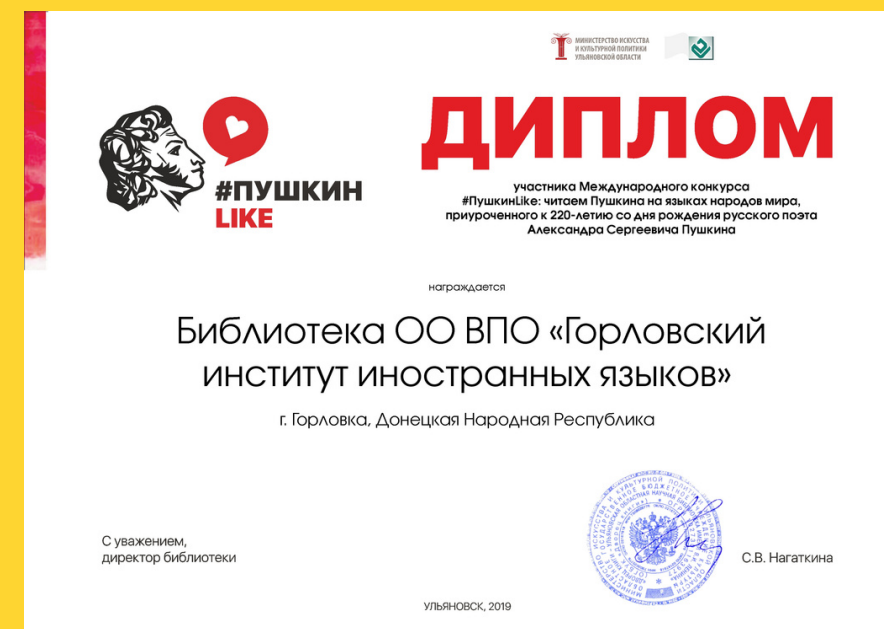 МИНИСТЕРСТВО ИСКУССТВА
И КУЛЬТУРНОЙ ПОЛИТИКИ
УЛЬЯНОВСКОЙ ОБЛАСТИ
#ПУШКИН
LIKE
ДИПЛОМ
участника Международного конкурса
#ПушкинLike: читаем Пушкина на языках народов мира,
приуроченного к 220-летию со дня рождения русского поэта
Александра Сергеевича Пушкина
награждается
Библиотека ОО ВПО «Горловский
институт иностранных языков»
г. Горловка, Донецкая Народная Республика
С уважением,
директор библиотеки
С.В. Нагаткина
УЛЬЯНОВСК, 2019